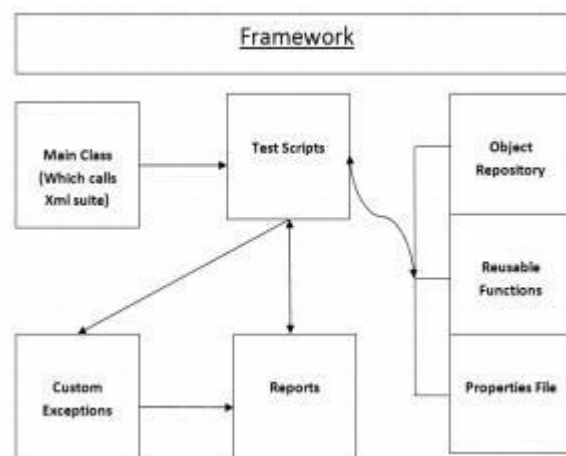 Framework
Main Class
(Which calls
Xml suite)
Test Scripts
Object
Repository
Reusable
Functions
Custom
Exceptions
Reports
Properties File